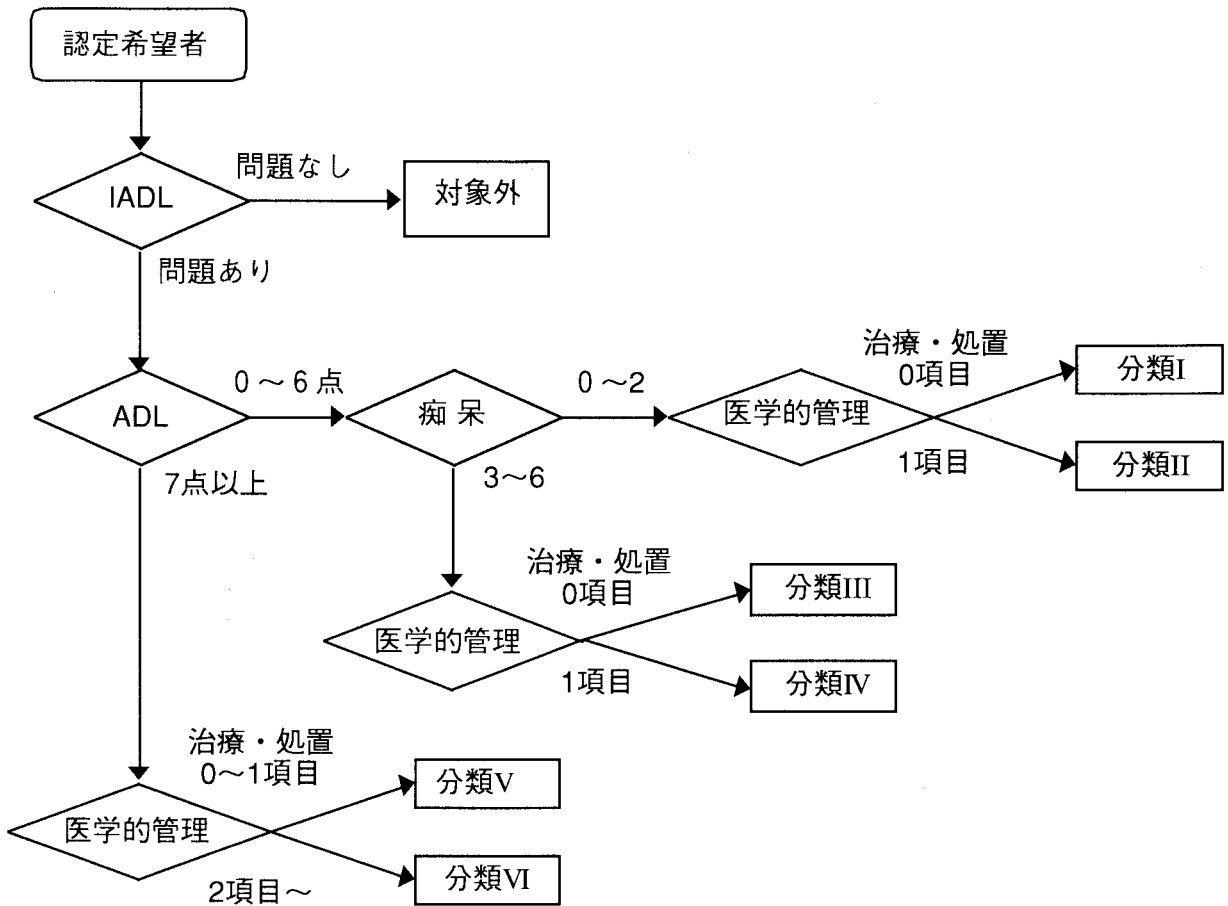 認定希望者
IADL
問題なし
対象外
問題あり
ADL
0～6点
痴呆
0～2
医学的管理
治療・処置
0項目
分類I
1項目
分類II
7点以上
3～6
医学的管理
治療・処置
0項目
分類III
1項目
分類IV
医学的管理
治療・処置
0～1項目
分類V
2項目～
分類VI